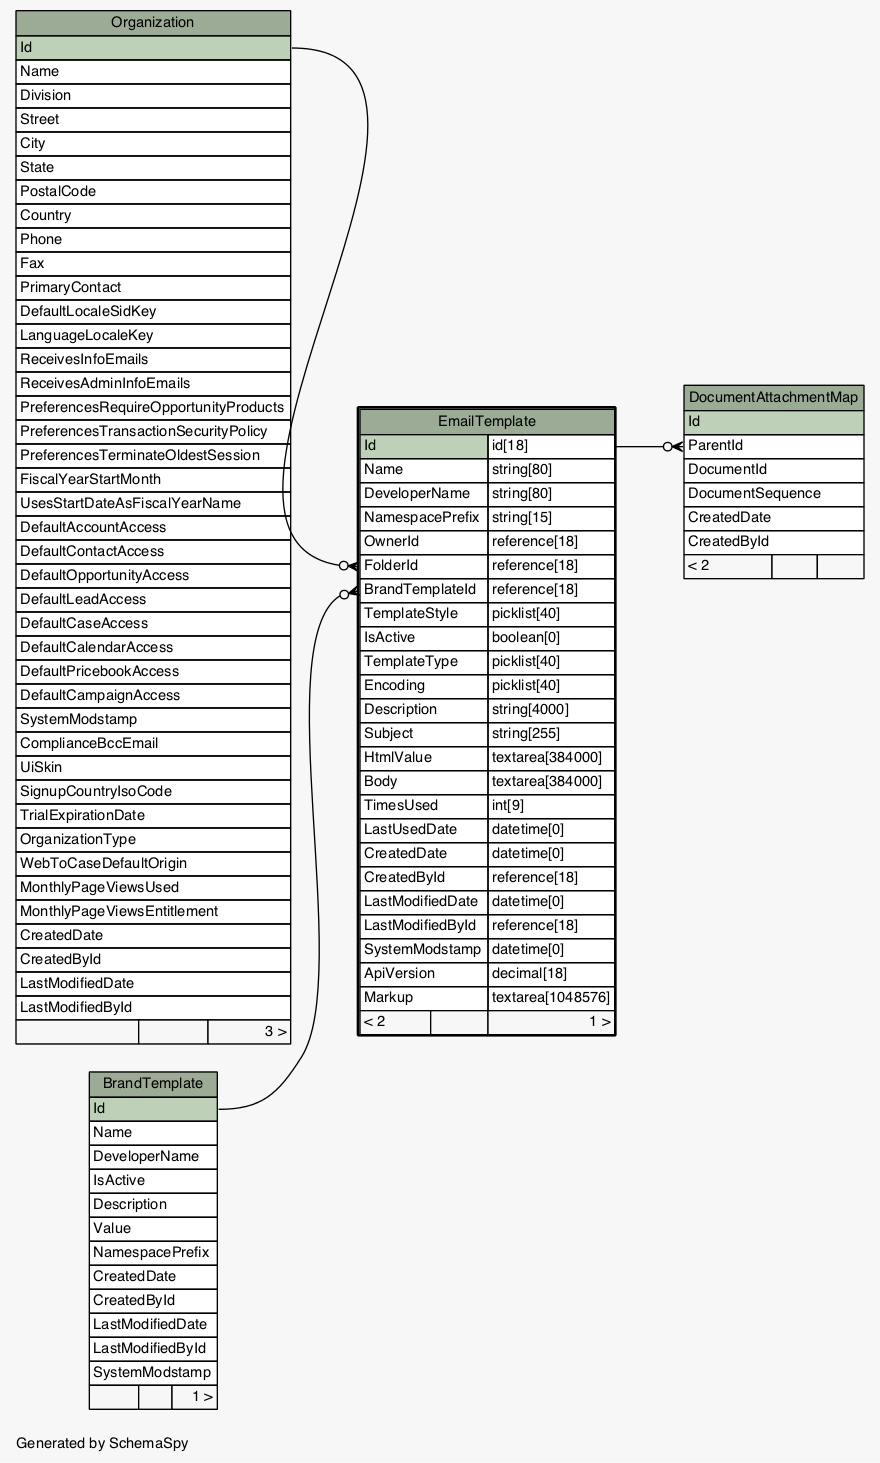 Organization
Id
Name
Division
Street
City
State
PostalCode
Country
Phone
Fax
PrimaryContact
DefaultLocaleSidKey
LanguageLocaleKey
ReceivesInfoEmails
ReceivesAdminInfoEmails
PreferencesRequireOpportunityProducts
PreferencesTransactionSecurityPolicy
PreferencesTerminateOldestSession
FiscalYearStartMonth
UsesStartDateAsFiscalYearName
DefaultAccountAccess
DefaultContactAccess
DefaultOpportunityAccess
DefaultLeadAccess
DefaultCaseAccess
DefaultCalendarAccess
DefaultPricebookAccess
DefaultCampaignAccess
SystemModstamp
ComplianceBccEmail
UiSkin
SignupCountryIsoCode
TrialExpirationDate
OrganizationType
WebToCaseDefaultOrigin
MonthlyPageViewsUsed
MonthlyPageViewsEntitlement
CreatedDate
CreatedById
LastModifiedDate
LastModifiedById
3 >
EmailTemplate
Id id[18]
Name string[80]
DeveloperName string[80]
NamespacePrefix string[15]
OwnerId reference[18]
FolderId reference[18]
BrandTemplateId reference[18]
TemplateStyle picklist[40]
IsActive boolean[0]
TemplateType picklist[40]
Encoding picklist[40]
Description string[4000]
Subject string[255]
HtmlValue textarea[384000]
Body textarea[384000]
TimesUsed int[9]
LastUsedDate datetime[0]
CreatedDate datetime[0]
CreatedById reference[18]
LastModifiedDate datetime[0]
LastModifiedById reference[18]
SystemModstamp datetime[0]
ApiVersion decimal[18]
Markup textarea[1048576]
< 2 1 >
DocumentAttachmentMap
Id
ParentId
DocumentId
DocumentSequence
CreatedDate
CreatedById
< 2
BrandTemplate
Id
Name
DeveloperName
IsActive
Description
Value
NamespacePrefix
CreatedDate
CreatedById
LastModifiedDate
LastModifiedById
SystemModstamp
1 >
Generated by SchemaSpy